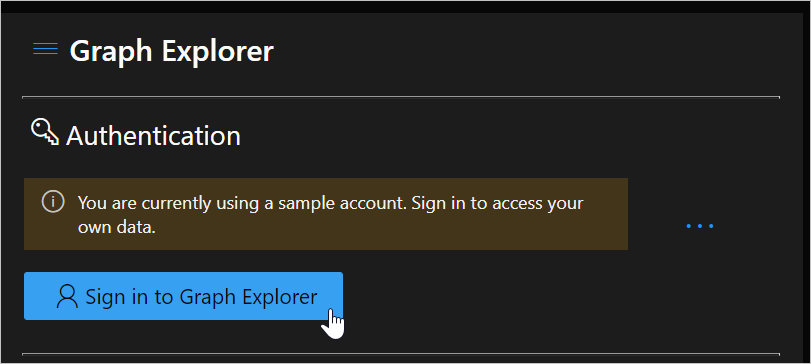 Graph Explorer
Authentication
You are currently using a sample account. Sign in to access your
own data.
Sign in to Graph Explorer